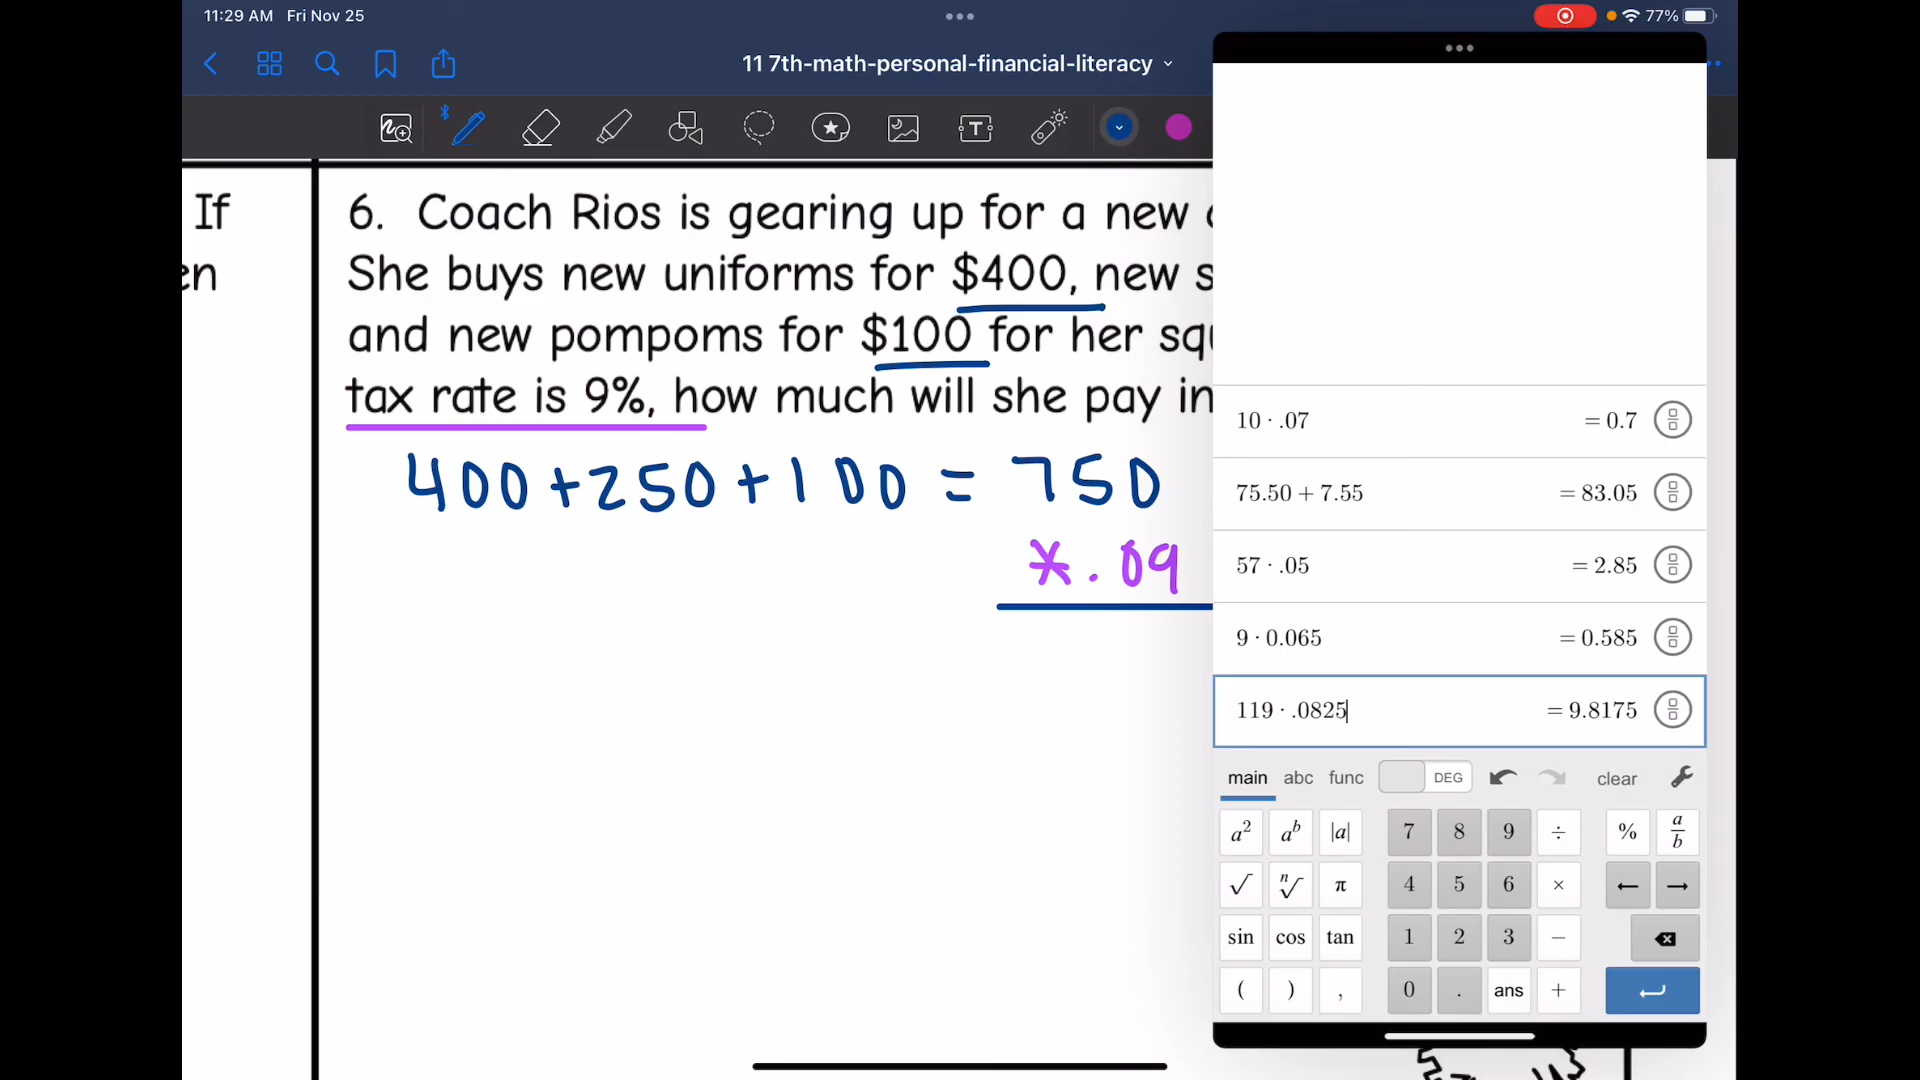 11:29 AM Fri Nov 25
77%
11 7th-math-personal-financial-literacy
If
en
6. Coach Rios is gearing up for a new
She buys new uniforms for $400, new s
and new pompoms for $100 for her squ
tax rate is 9%, how much will she pay in
400+250+100 = 750
*.09
10 · .07 = 0.7
75.50 + 7.55 = 83.05
57 · .05 = 2.85
9 · 0.065 = 0.585
119 · .0825 = 9.8175
main abc func DEG clear
a² aᵇ |a| 7 8 9 ÷ % a/b
√ ⁿ√ π 4 5 6 × ← →
sin cos tan 1 2 3 −
( ) , 0 . ans +